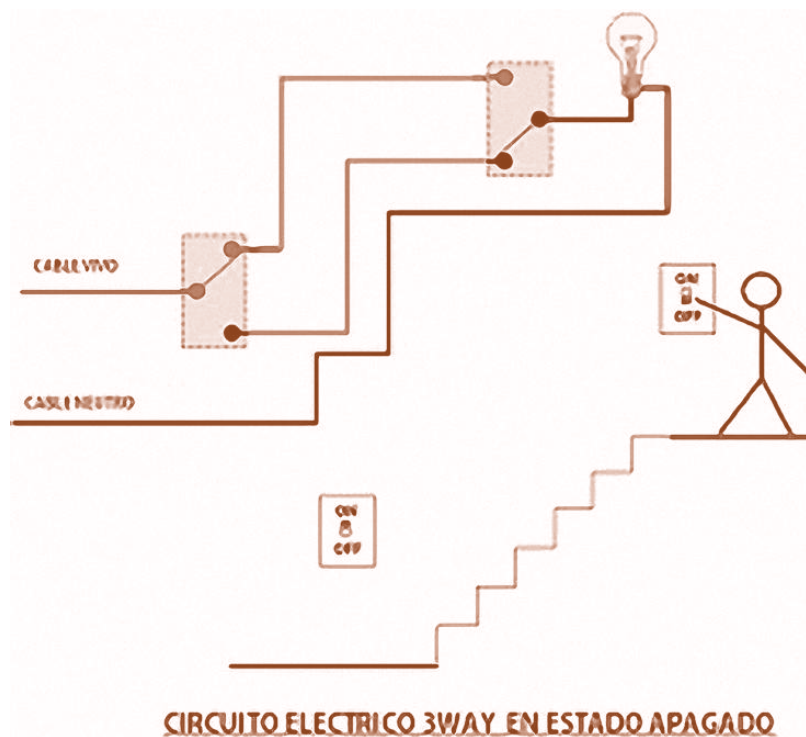 CABLE VIVO
ON
OFF
CABLE NEUTRO
ON
OFF
CIRCUITO ELECTRICO 3WAY EN ESTADO APAGADO